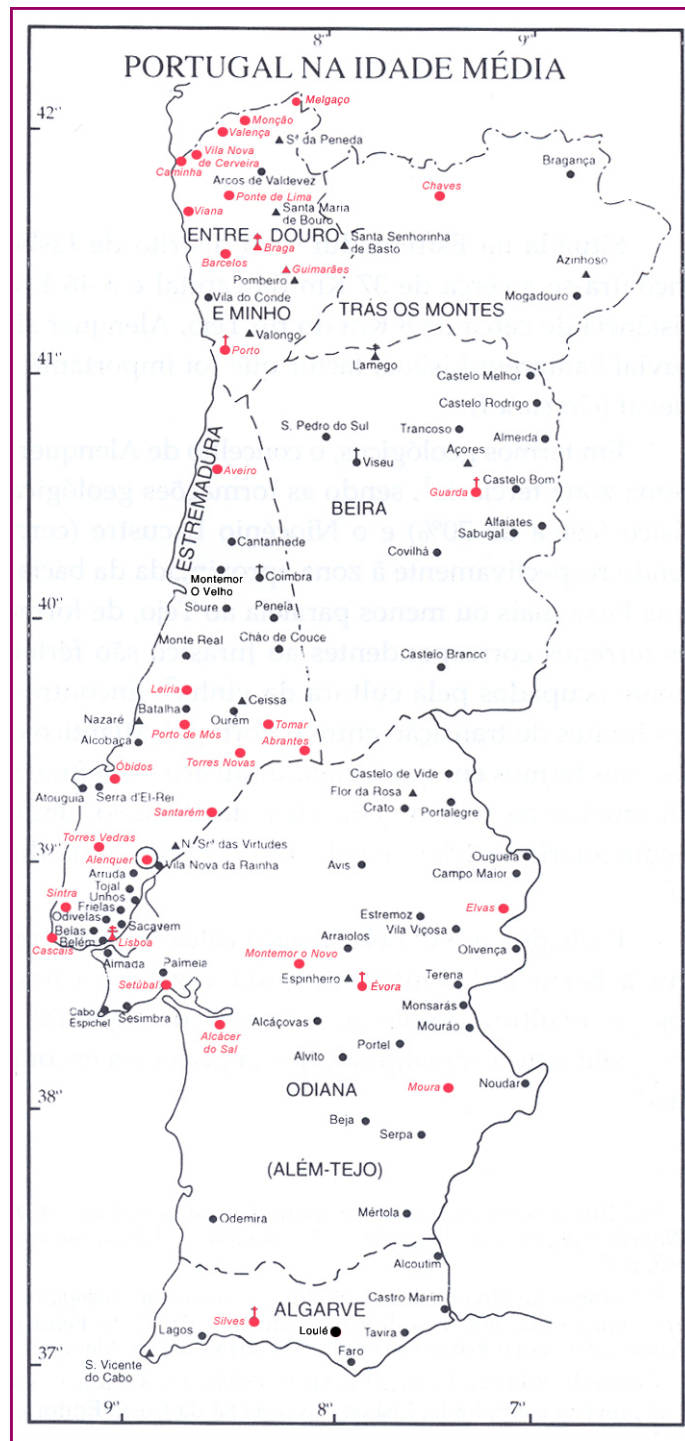 8°
9°
PORTUGAL NA IDADE MÉDIA
42°
Melgaço
Monção
Valença
Sª da Peneda
Vila Nova
de Cerveira
Caminha
Arcos de Valdevez
Bragança
Chaves
Ponte de Lima
Viana
Santa Maria
de Bouro
ENTRE DOURO
Santa Senhorinha
de Basto
Braga
Barcelos
Guimarães
Azinhoso
Pombeiro
Vila do Conde
Mogadouro
E MINHO
TRÁS OS MONTES
Valongo
41°
Porto
Lamego
Castelo Melhor
Castelo Rodrigo
S. Pedro do Sul
Trancoso
Almeida
Açores
Viseu
Aveiro
Castelo Bom
Guarda
ESTREMADURA
BEIRA
Alfaiates
Sabugal
Cantanhede
Covilhã
Montemor
O Velho
Coimbra
40°
Soure
Penela
Monte Real
Chão de Couce
Castelo Branco
Leiria
Ceissa
Batalha
Ourém
Nazaré
Porto de Mós
Tomar
Alcobaça
Abrantes
Torres Novas
Óbidos
Castelo de Vide
Atouguia
Serra d'El-Rei
Flor da Rosa
Crato
Portalegre
Santarém
Torres Vedras
Nª Srª das Virtudes
39°
Alenquer
Vila Nova da Rainha
Avis
Ouguela
Arruda
Campo Maior
Tojal
Unhos
Sintra
Frielas
Elvas
Odivelas
Estremoz
Sacavem
Vila Viçosa
Belas
Belém
Lisboa
Arraiolos
Cascais
Olivença
Almada
Palmela
Montemor o Novo
Setúbal
Espinheiro
Évora
Terena
Cabo
Espichel
Sesimbra
Monsarás
Alcáçovas
Mourão
Alcácer
do Sal
Portel
Alvito
ODIANA
Moura
Noudar
38°
Beja
Serpa
(ALÉM-TEJO)
Odemira
Mértola
Alcoutim
ALGARVE
Castro Marim
Silves
Lagos
Loulé
Tavira
Faro
37°
S. Vicente
do Cabo
9°
8°
7°